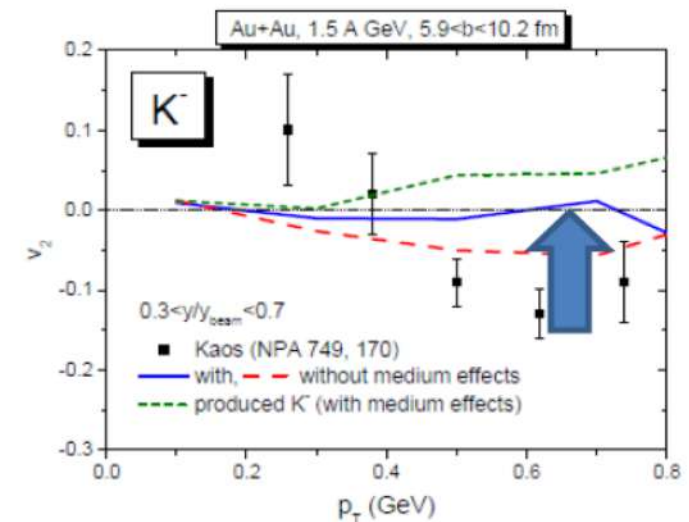 Au+Au, 1.5 A GeV, 5.9<b<10.2 fm
K⁻
0.2
0.1
0.0
-0.1
-0.2
-0.3
v₂
0.3<y/y_beam<0.7
Kaos (NPA 749, 170)
with, without medium effects
produced K⁻ (with medium effects)
0.0 0.2 0.4 0.6 0.8
p_T (GeV)